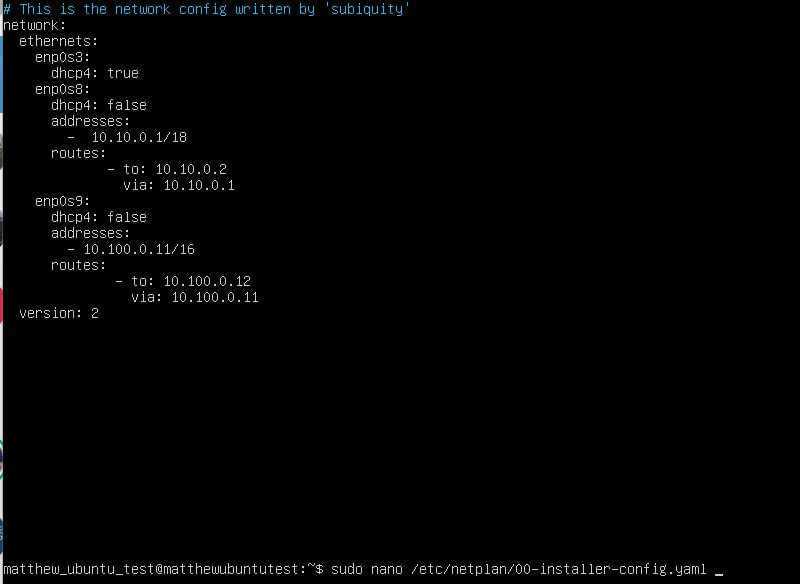 # This is the network config written by 'subiquity'
network:
  ethernets:
    enp0s3:
      dhcp4: true
    enp0s8:
      dhcp4: false
      addresses:
        -  10.10.0.1/18
      routes:
             - to: 10.10.0.2
               via: 10.10.0.1
    enp0s9:
      dhcp4: false
      addresses:
        - 10.100.0.11/16
      routes:
              - to: 10.100.0.12
                via: 10.100.0.11
  version: 2
matthew_ubuntu_test@matthewubuntutest:~$ sudo nano /etc/netplan/00-installer-config.yaml _